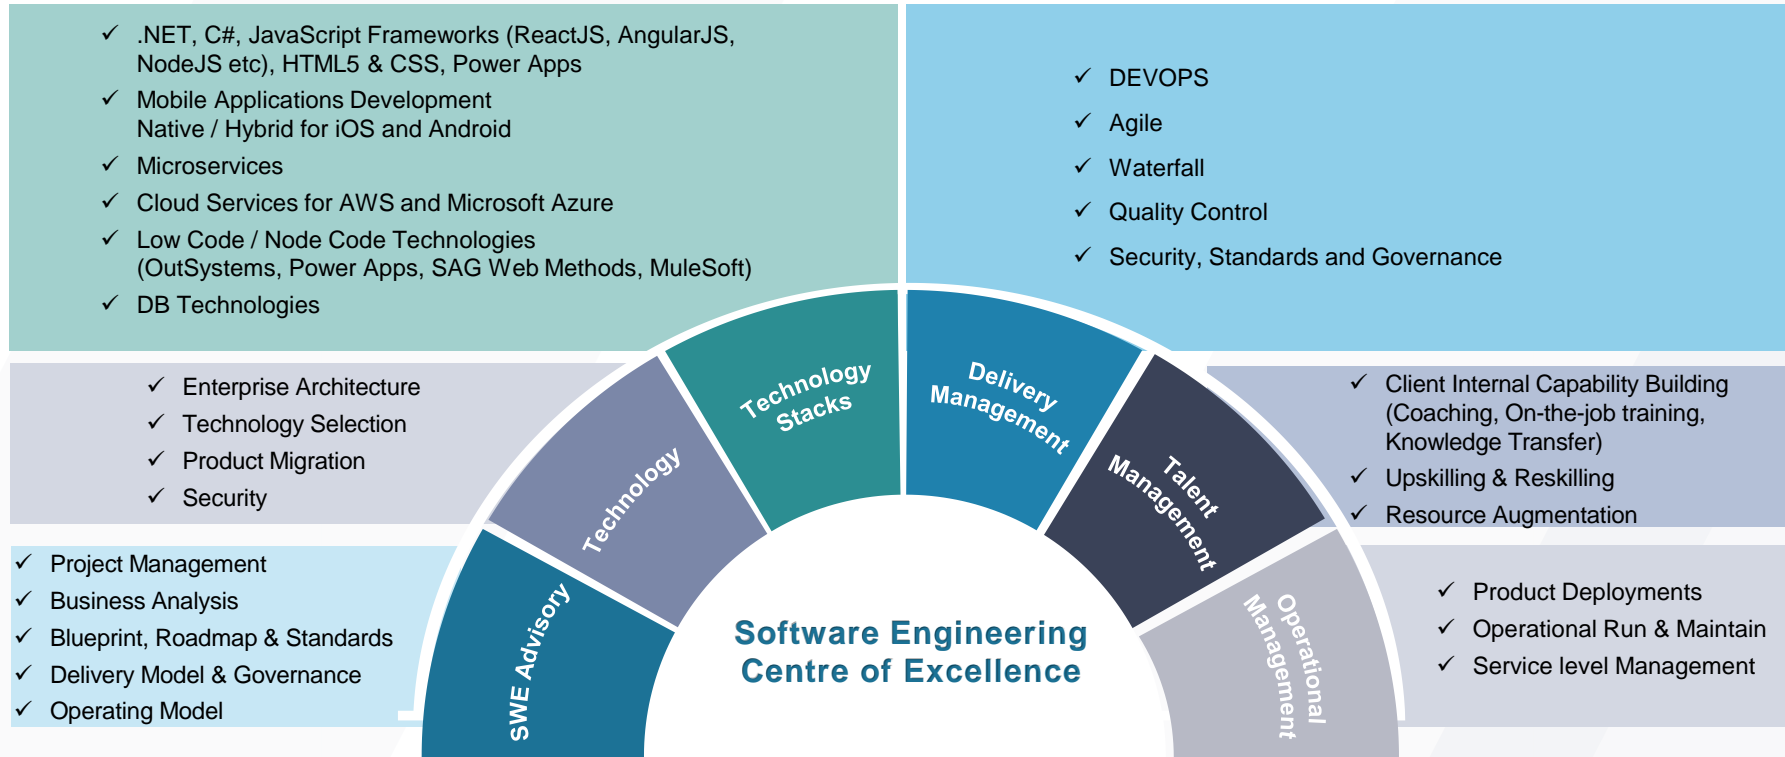 .NET, C#, JavaScript Frameworks (ReactJS, AngularJS,
NodeJS etc), HTML5 & CSS, Power Apps
Mobile Applications Development
Native / Hybrid for iOS and Android
Microservices
Cloud Services for AWS and Microsoft Azure
Low Code / Node Code Technologies
(OutSystems, Power Apps, SAG Web Methods, MuleSoft)
DB Technologies
DEVOPS
Agile
Waterfall
Quality Control
Security, Standards and Governance
Enterprise Architecture
Technology Selection
Product Migration
Security
Client Internal Capability Building
(Coaching, On-the-job training,
Knowledge Transfer)
Upskilling & Reskilling
Resource Augmentation
Project Management
Business Analysis
Blueprint, Roadmap & Standards
Delivery Model & Governance
Operating Model
Product Deployments
Operational Run & Maintain
Service level Management
SWE Advisory
Technology
Technology
Stacks
Delivery
Management
Talent
Management
Operational
Management
Software Engineering
Centre of Excellence